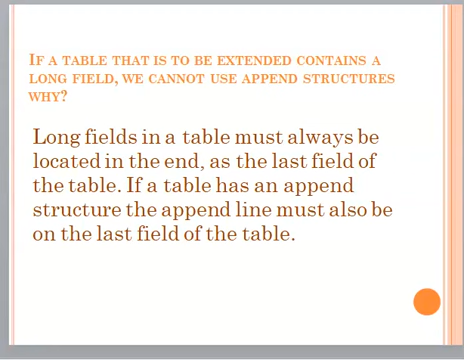 IF A TABLE THAT IS TO BE EXTENDED CONTAINS A
LONG FIELD, WE CANNOT USE APPEND STRUCTURES
WHY?
Long fields in a table must always be
located in the end, as the last field of
the table. If a table has an append
structure the append line must also be
on the last field of the table.